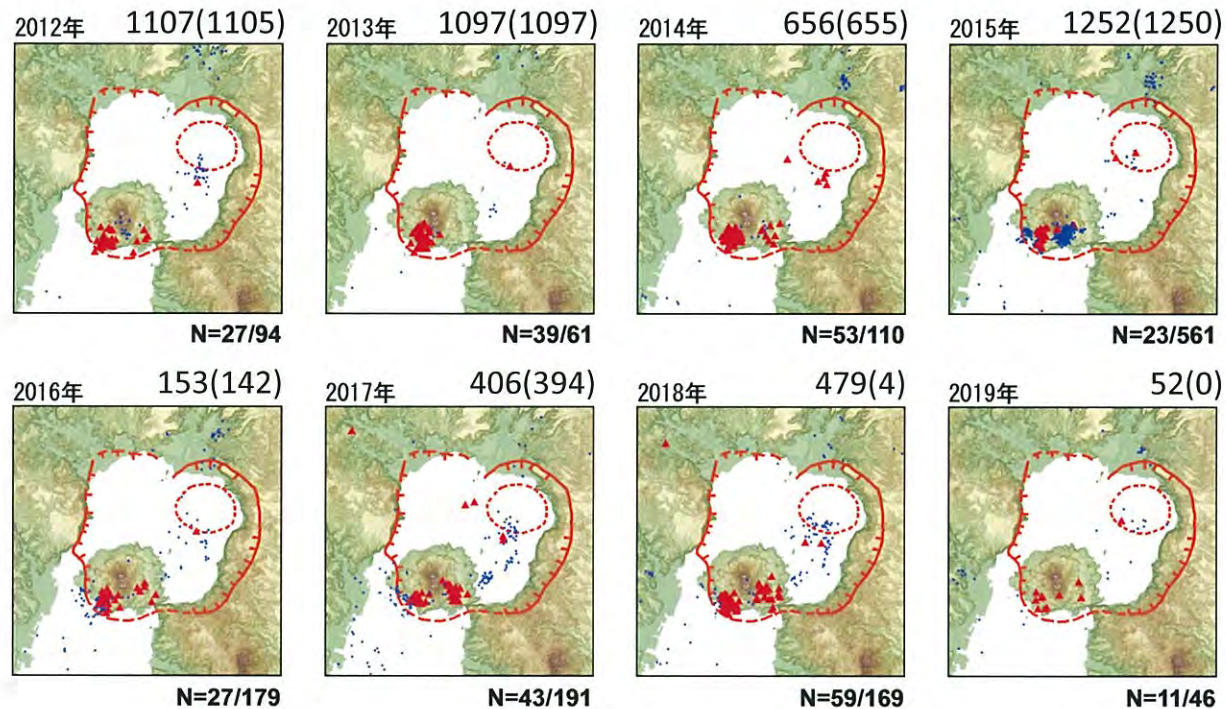 2012年 1107(1105)
2013年 1097(1097)
2014年 656(655)
2015年 1252(1250)
N=27/94
N=39/61
N=53/110
N=23/561
2016年 153(142)
2017年 406(394)
2018年 479(4)
2019年 52(0)
N=27/179
N=43/191
N=59/169
N=11/46